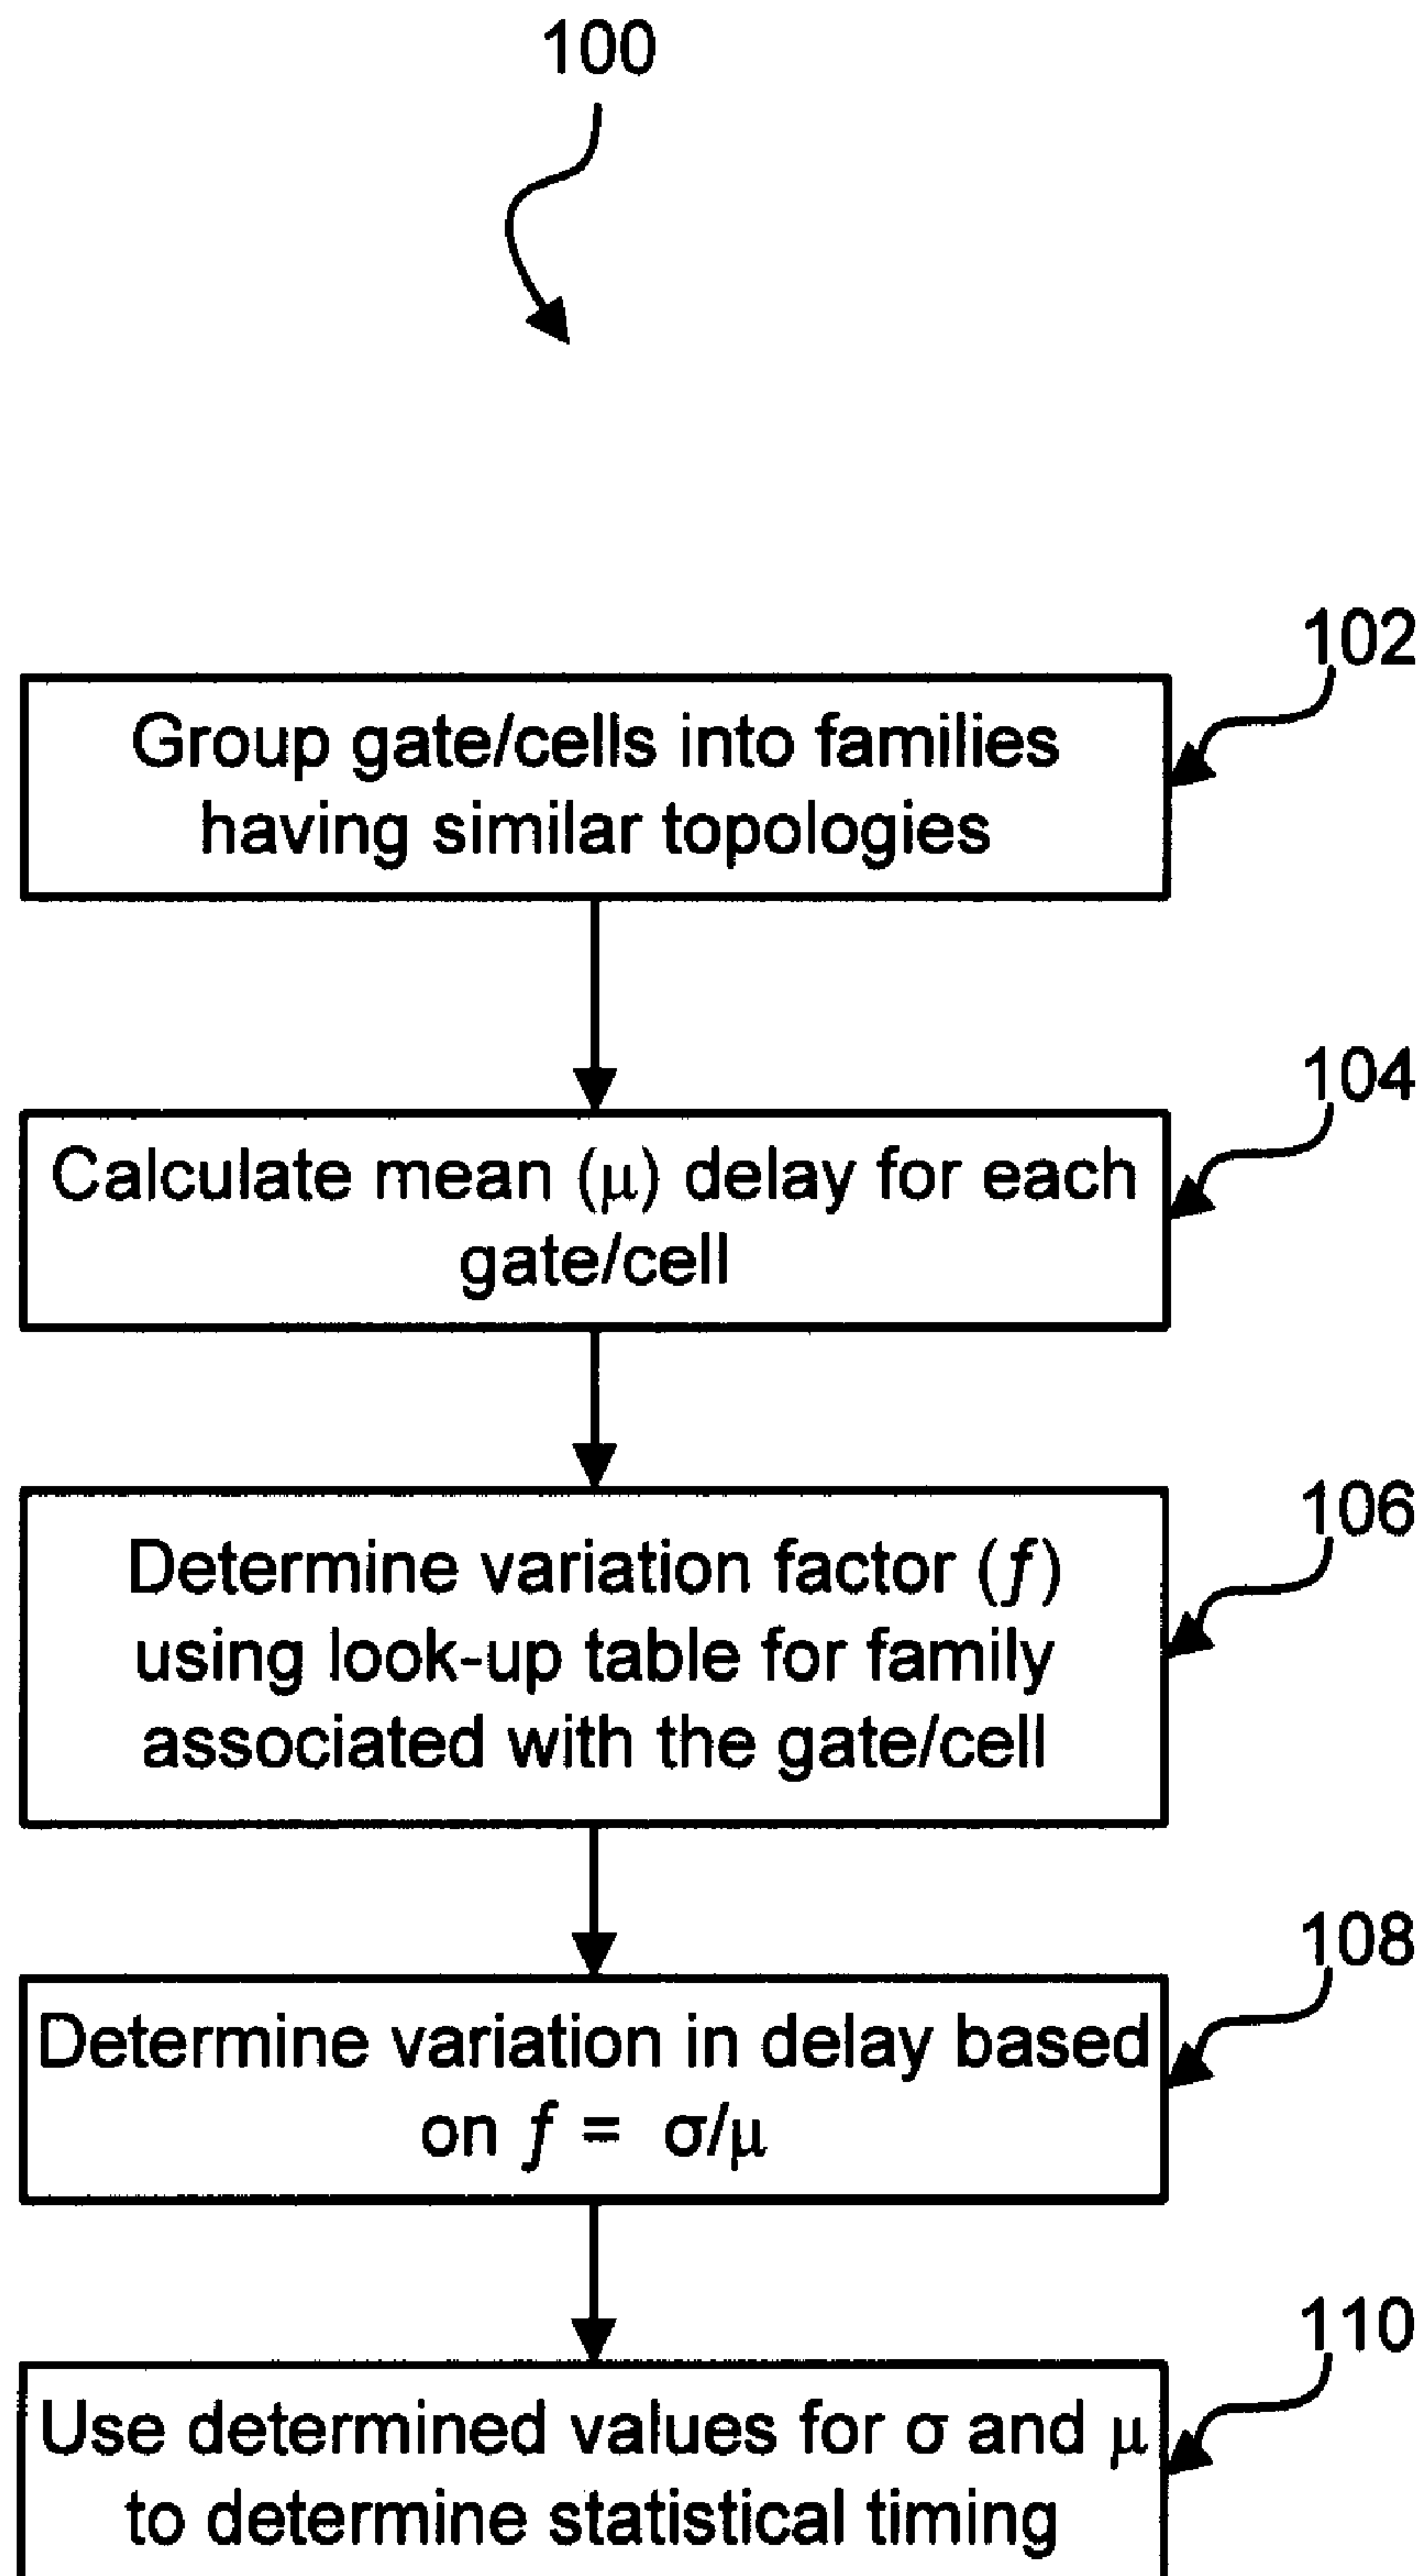 100
102
Group gate/cells into families
having similar topologies
104
Calculate mean (μ) delay for each
gate/cell
106
Determine variation factor (ƒ)
using look-up table for family
associated with the gate/cell
108
Determine variation in delay based
on ƒ = σ/μ
110
Use determined values for σ and μ
to determine statistical timing